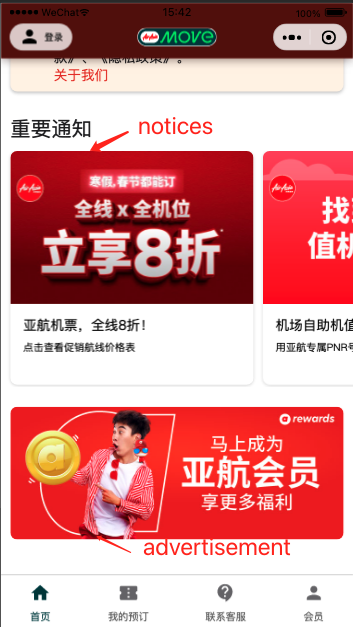 WeChat
15:42
100%
登录
AirAsia MOVE
款》、《隐私政策》。
关于我们
重要通知
notices
AirAsia
寒假,春节都能订
全线 x 全机位
立享8折
亚航机票，全线8折！
点击查看促销航线价格表
AirAsia
找
值机
机场自助机值
用亚航专属PNR号
a rewards
马上成为
亚航会员
享更多福利
a
advertisement
首页
我的预订
联系客服
会员